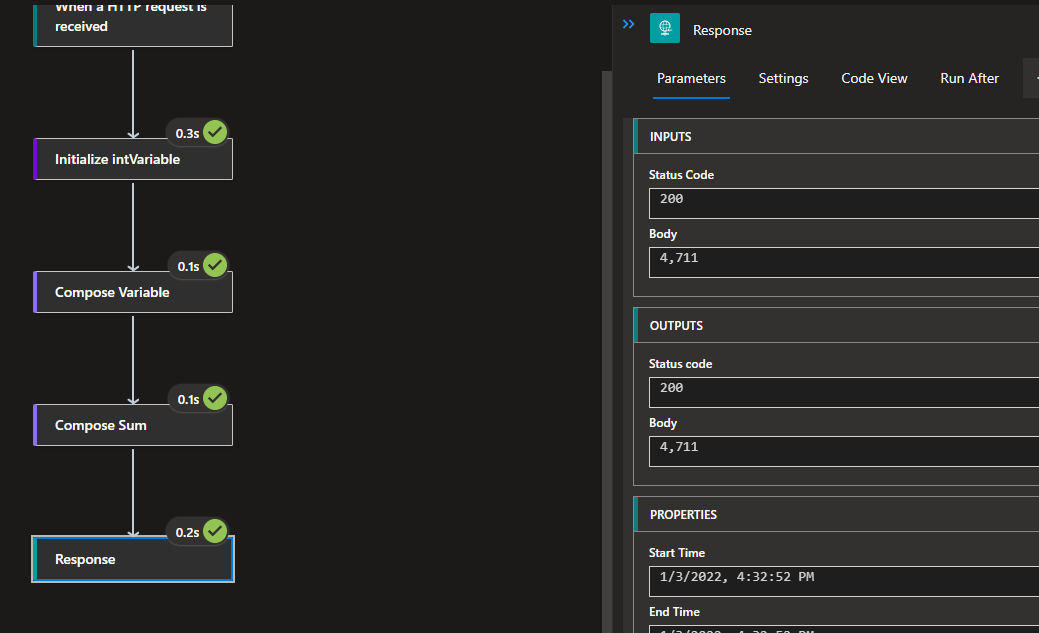 When a HTTP request is
received
0.3s
Initialize intVariable
0.1s
Compose Variable
0.1s
Compose Sum
0.2s
Response
Response
Parameters Settings Code View Run After
INPUTS
Status Code
200
Body
4,711
OUTPUTS
Status code
200
Body
4,711
PROPERTIES
Start Time
1/3/2022, 4:32:52 PM
End Time